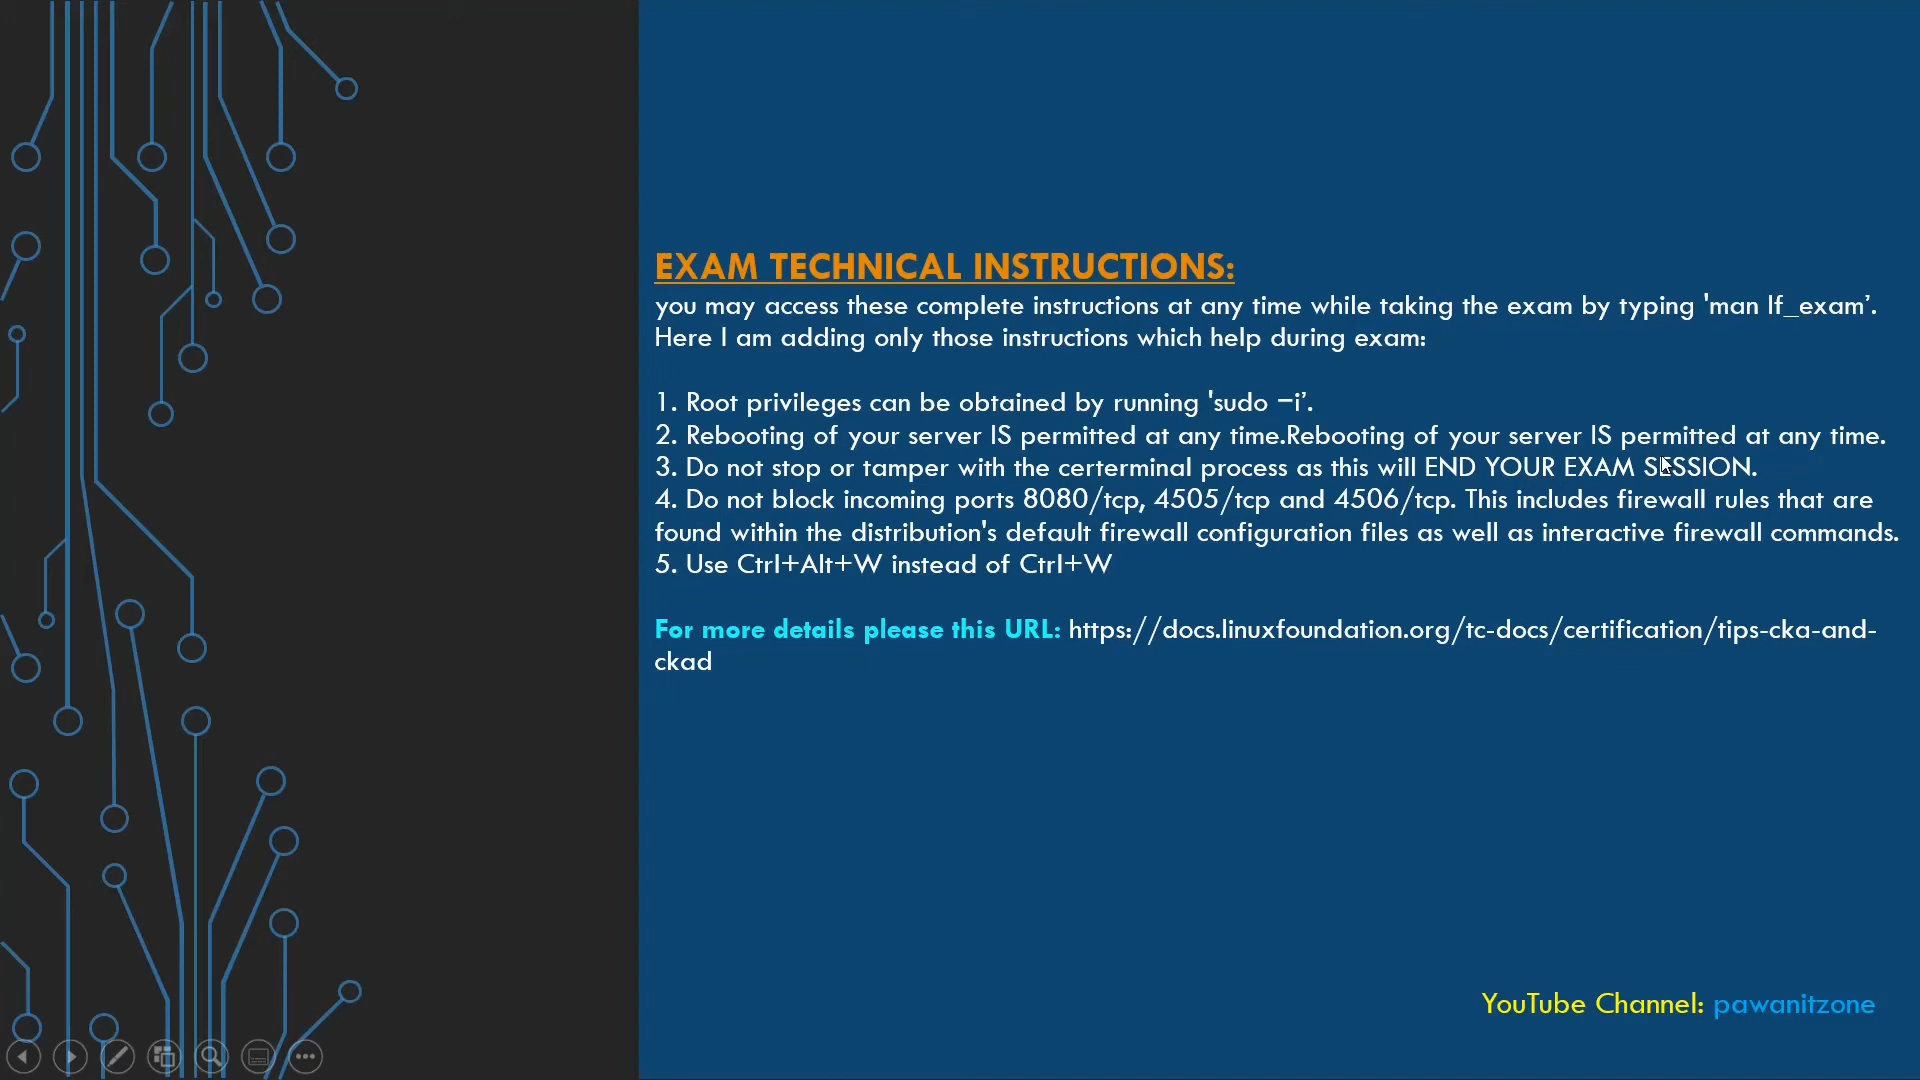 EXAM TECHNICAL INSTRUCTIONS:
you may access these complete instructions at any time while taking the exam by typing 'man lf_exam’.
Here I am adding only those instructions which help during exam:
1. Root privileges can be obtained by running 'sudo −i’.
2. Rebooting of your server IS permitted at any time.Rebooting of your server IS permitted at any time.
3. Do not stop or tamper with the certerminal process as this will END YOUR EXAM SESSION.
4. Do not block incoming ports 8080/tcp, 4505/tcp and 4506/tcp. This includes firewall rules that are
found within the distribution's default firewall configuration files as well as interactive firewall commands.
5. Use Ctrl+Alt+W instead of Ctrl+W
For more details please this URL: https://docs.linuxfoundation.org/tc-docs/certification/tips-cka-and-
ckad
YouTube Channel: pawanitzone